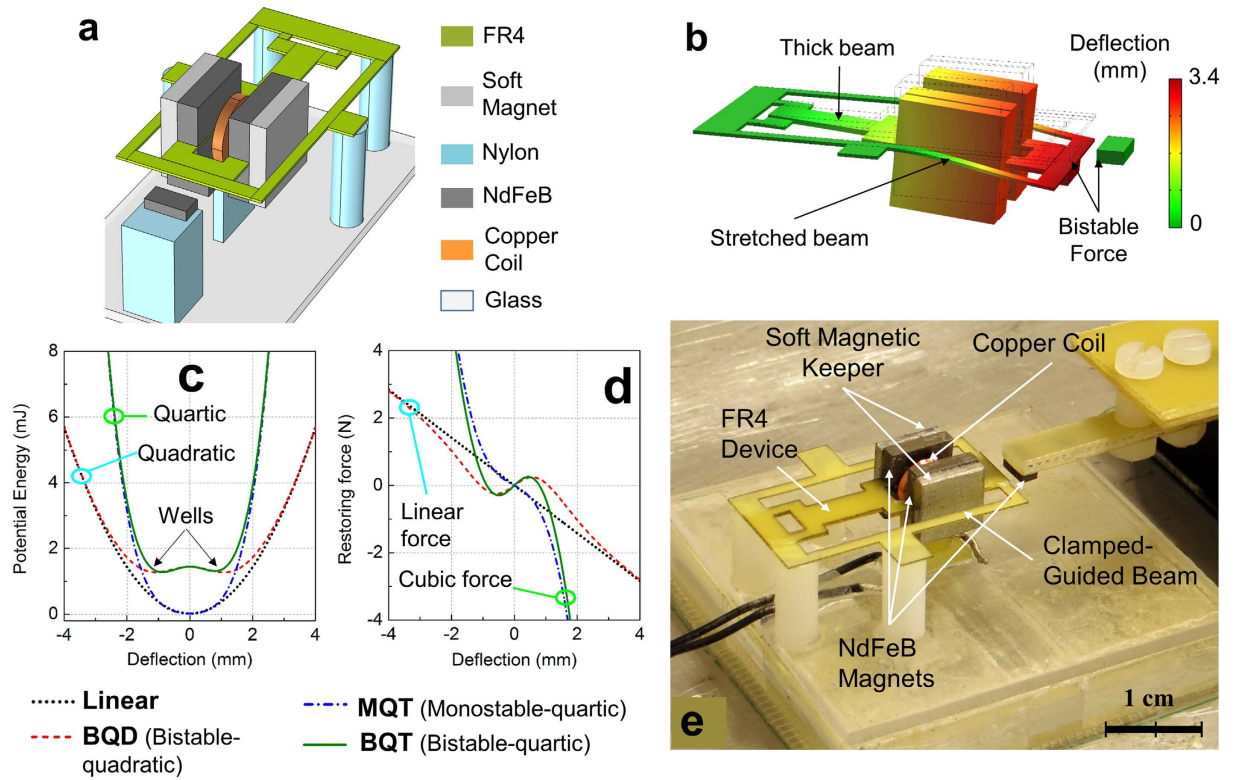 a
FR4
Soft
Magnet
Nylon
NdFeB
Copper
Coil
Glass
b
Thick beam
Deflection
(mm)
3.4
0
Stretched beam
Bistable
Force
c
8
6
4
2
0
Potential Energy (mJ)
Quartic
Quadratic
Wells
-4
-2
0
2
4
Deflection (mm)
d
4
2
0
-2
-4
Restoring force (N)
Linear
force
Cubic force
-4
-2
0
2
4
Deflection (mm)
Linear
BQD (Bistable-
quadratic)
MQT (Monostable-quartic)
BQT (Bistable-quartic)
Soft Magnetic
Keeper
Copper Coil
FR4
Device
Clamped-
Guided Beam
NdFeB
Magnets
1 cm
e